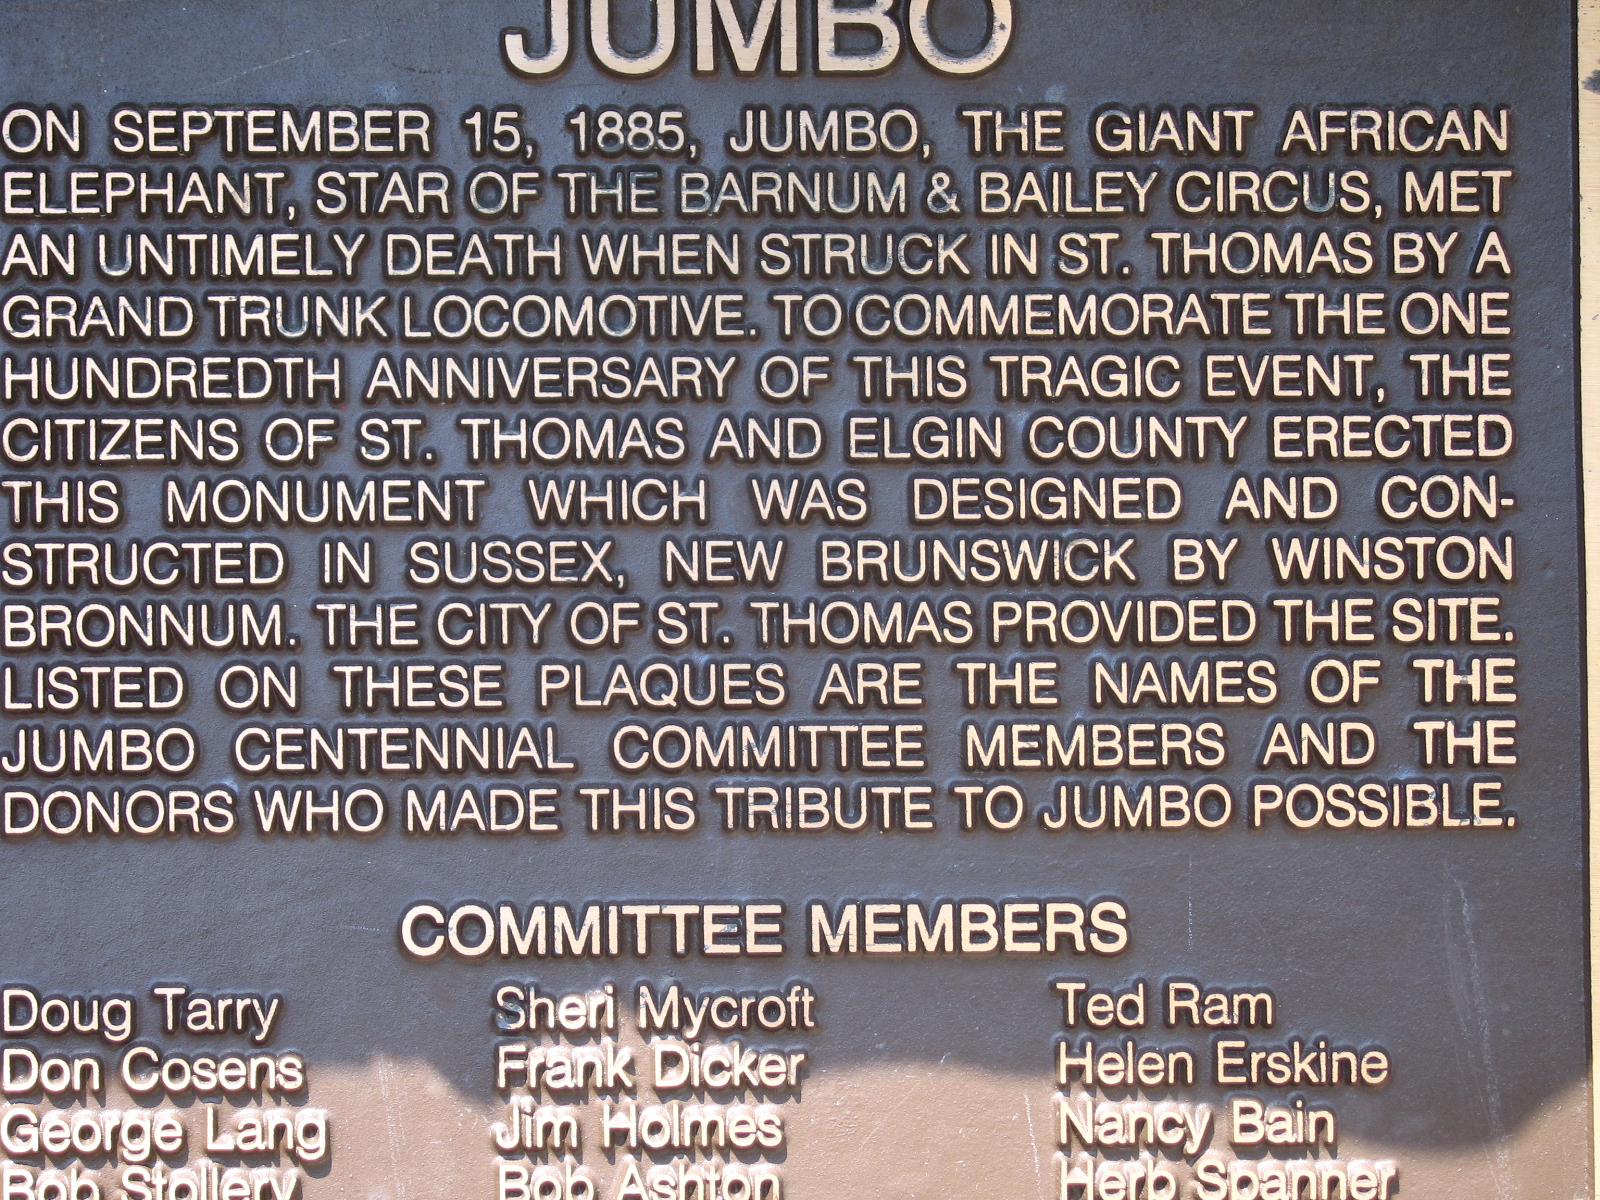 JUMBO
ON SEPTEMBER 15, 1885, JUMBO, THE GIANT AFRICAN
ELEPHANT, STAR OF THE BARNUM & BAILEY CIRCUS, MET
AN UNTIMELY DEATH WHEN STRUCK IN ST. THOMAS BY A
GRAND TRUNK LOCOMOTIVE. TO COMMEMORATE THE ONE
HUNDREDTH ANNIVERSARY OF THIS TRAGIC EVENT, THE
CITIZENS OF ST. THOMAS AND ELGIN COUNTY ERECTED
THIS MONUMENT WHICH WAS DESIGNED AND CON-
STRUCTED IN SUSSEX, NEW BRUNSWICK BY WINSTON
BRONNUM. THE CITY OF ST. THOMAS PROVIDED THE SITE.
LISTED ON THESE PLAQUES ARE THE NAMES OF THE
JUMBO CENTENNIAL COMMITTEE MEMBERS AND THE
DONORS WHO MADE THIS TRIBUTE TO JUMBO POSSIBLE.
COMMITTEE MEMBERS
Doug Tarry Sheri Mycroft Ted Ram
Don Cosens Frank Dicker Helen Erskine
George Lang Jim Holmes Nancy Bain
Bob Stollery Bob Ashton Herb Spanner